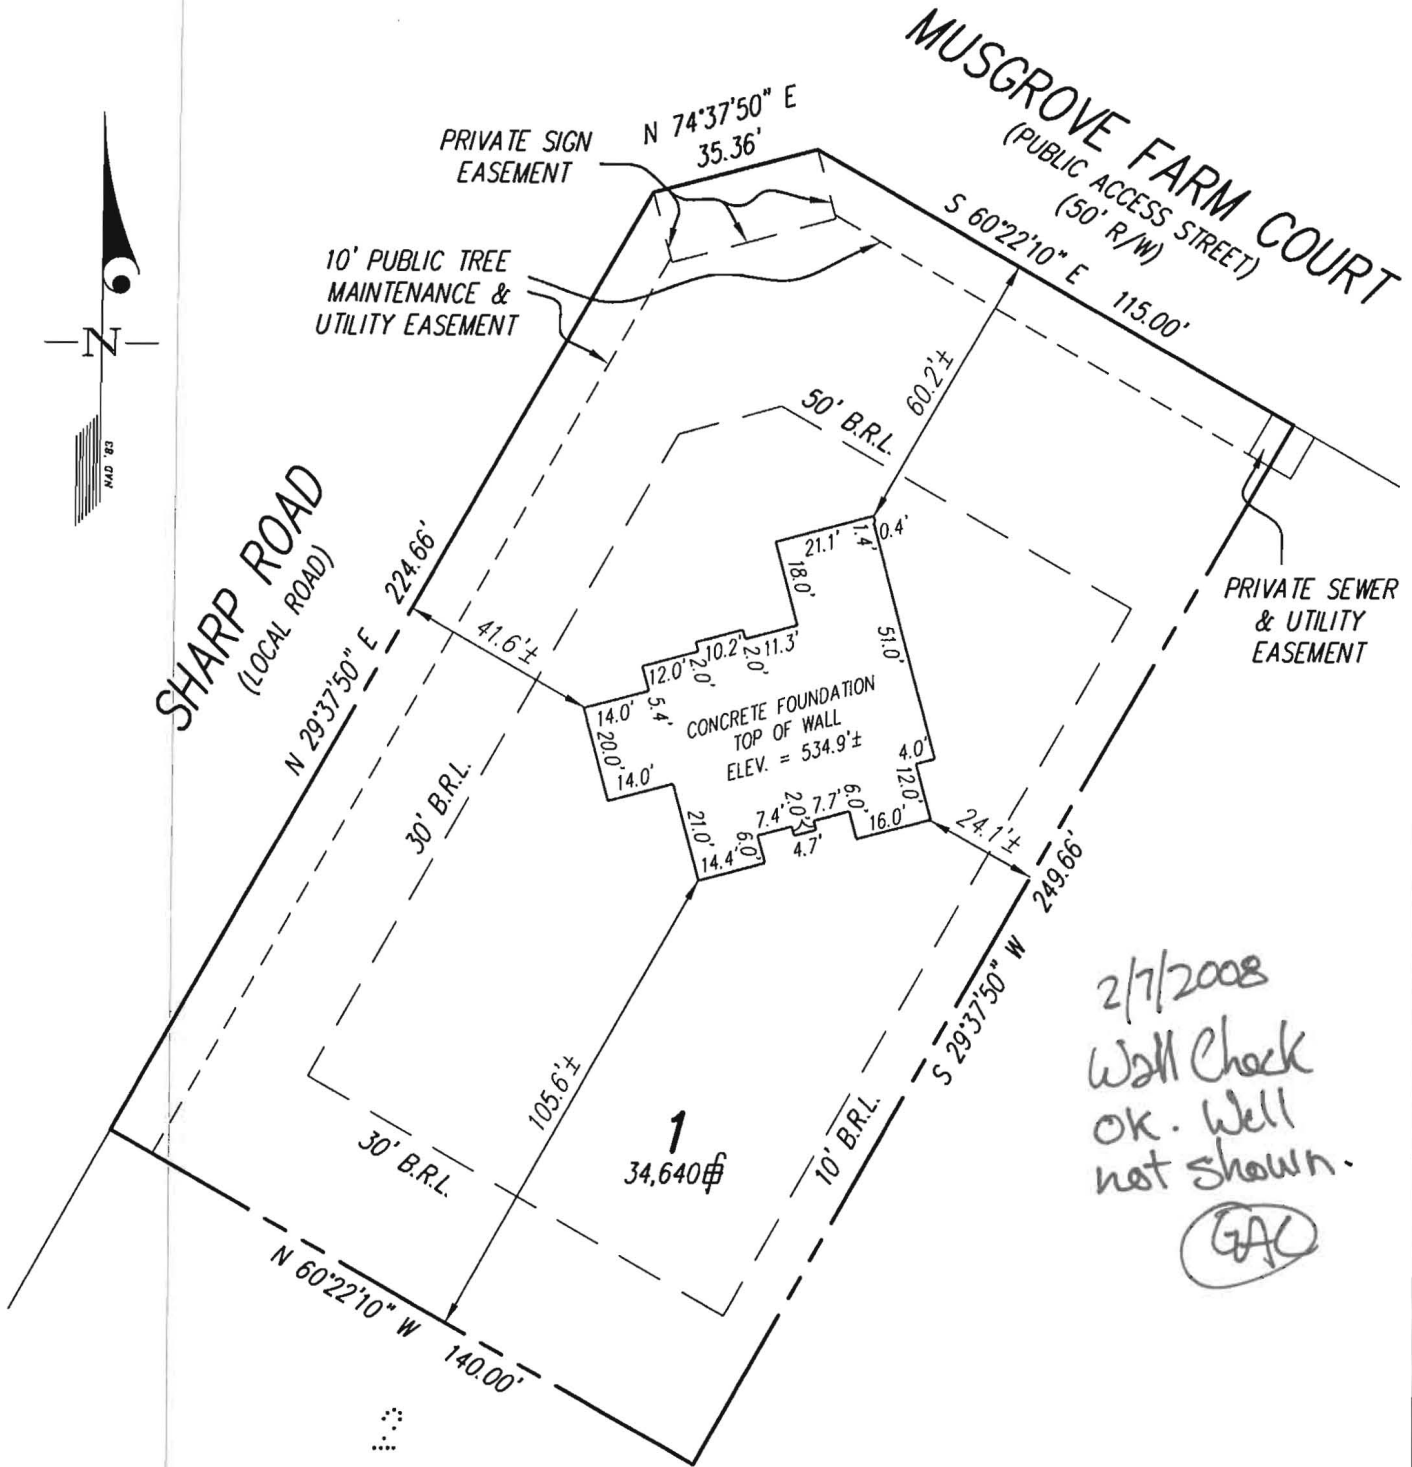 MUSGROVE FARM COURT
(PUBLIC ACCESS STREET)
(50' R/W)
N 74°37'50" E
35.36'
PRIVATE SIGN
EASEMENT
S 60°22'10" E
115.00'
10' PUBLIC TREE
MAINTENANCE &
UTILITY EASEMENT
N
NAD '83
60.2'±
50' B.R.L.
SHARP ROAD
(LOCAL ROAD)
224.66'
N 29°37'50" E
41.6'±
21.1'
1.4'
0.4'
18.0'
PRIVATE SEWER
& UTILITY
EASEMENT
10.2'
11.3'
2.0'
12.0'
2.0'
51.0'
14.0'
5.4'
20.0'
14.0'
CONCRETE FOUNDATION
TOP OF WALL
ELEV. = 534.9'±
4.0'
12.0'
30' B.R.L.
21.0'
7.4'
2.0'
7.7'
6.0'
16.0'
6.0'
4.7'
14.4'
24.1'±
249.66'
S 29°37'50" W
105.6'±
2/7/2008
Wall Check
OK. Well
not shown.
GAC
1
34,640
10' B.R.L.
30' B.R.L.
N 60°22'10" W
140.00'
2